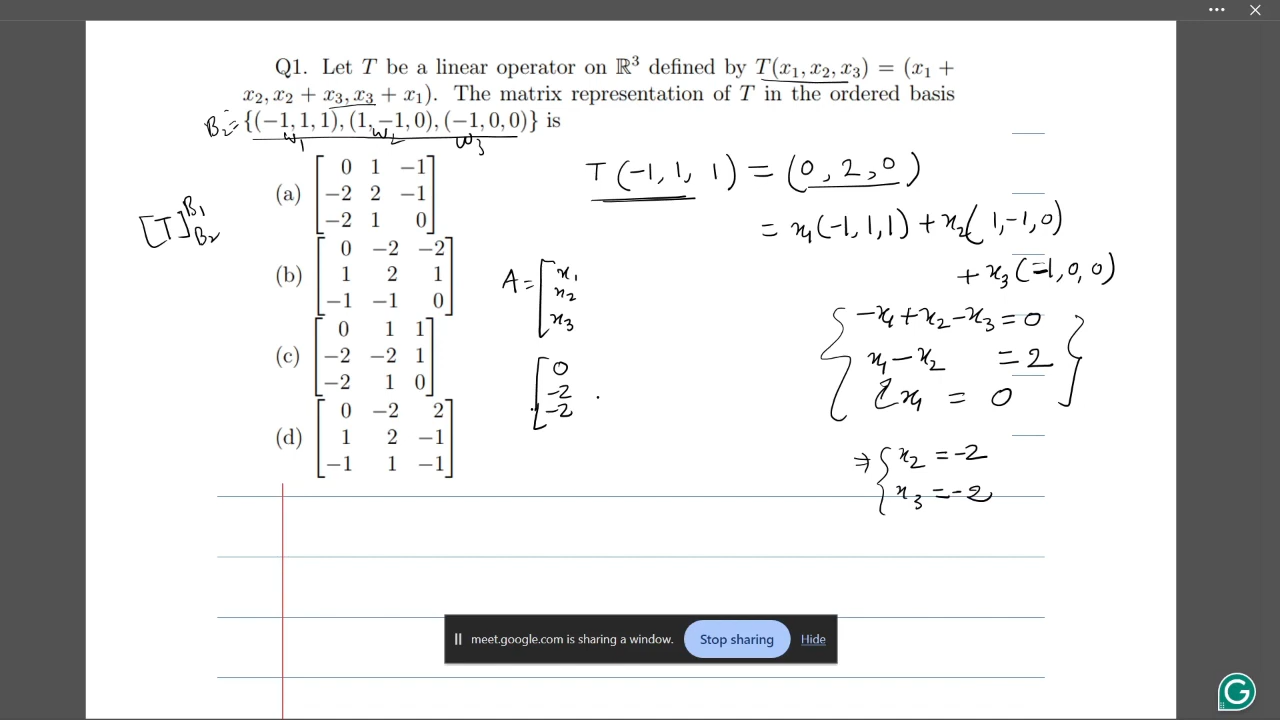 Q1. Let T be a linear operator on ℝ³ defined by T(x₁, x₂, x₃) = (x₁ +
x₂, x₂ + x₃, x₃ + x₁). The matrix representation of T in the ordered basis
B₂= {(−1, 1, 1), (1, −1, 0), (−1, 0, 0)} is
w₁ w₂ w₃
(a) [0 1 −1
−2 2 −1
−2 1 0]
(b) [0 −2 −2
1 2 1
−1 −1 0]
(c) [0 1 1
−2 −2 1
−2 1 0]
(d) [0 −2 2
1 2 −1
−1 1 −1]
[T]^B₁_B₂
T(-1, 1, 1) = (0, 2, 0)
= x₁(-1, 1, 1) + x₂(1, -1, 0)
+ x₃(-1, 0, 0)
A = [x₁
x₂
x₃
[0
-2
-2
-x₁ + x₂ - x₃ = 0
x₁ - x₂ = 2
x₁ = 0
⇒ { x₂ = -2
x₃ = -2
meet.google.com is sharing a window. Stop sharing Hide
G